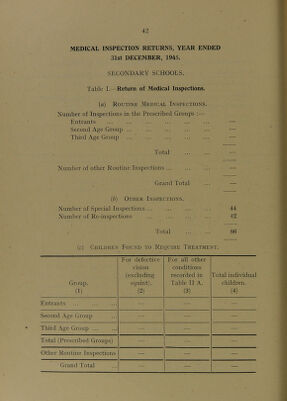 42
MEDICAL INSPECTION RETURNS, YEAR ENDED
31st DECEMBER, 1945.
SECONDARY SCHOOLS.
Table I.—Return of Medical Inspections.
(a) ROUTINE MEDICAL INSPECTIONS.
Number of Inspections in the Prescribed Groups :—
Entrants ... ... ... ... ... ... —
Second Age Group ... ... ... ... ... —
Third Age Group ... ... ... ... ... —
Total ... ... —
Number of other Routine Inspections ... ... ... —
Grand Total ... —
(b) OTHER INSPECTIONS.
Number of Special Inspections ... ... ... ... 44
Number of Re-inspections ... ... ... ... 42
Total ... ... 86
(c) CHILDREN FOUND TO REQUIRE TREATMENT.
Group. (1) | For defective vision (excluding squint). (2) | For all other conditions recorded in Table II A. (3) | Total individual children. (4)
Entrants ... ... ... — — —
Second Age Group ... — — —
Third Age Group ... ... — — —
Total (Prescribed Groups) — — —
Other Routine Inspections — — —
Grand Total ... — — —